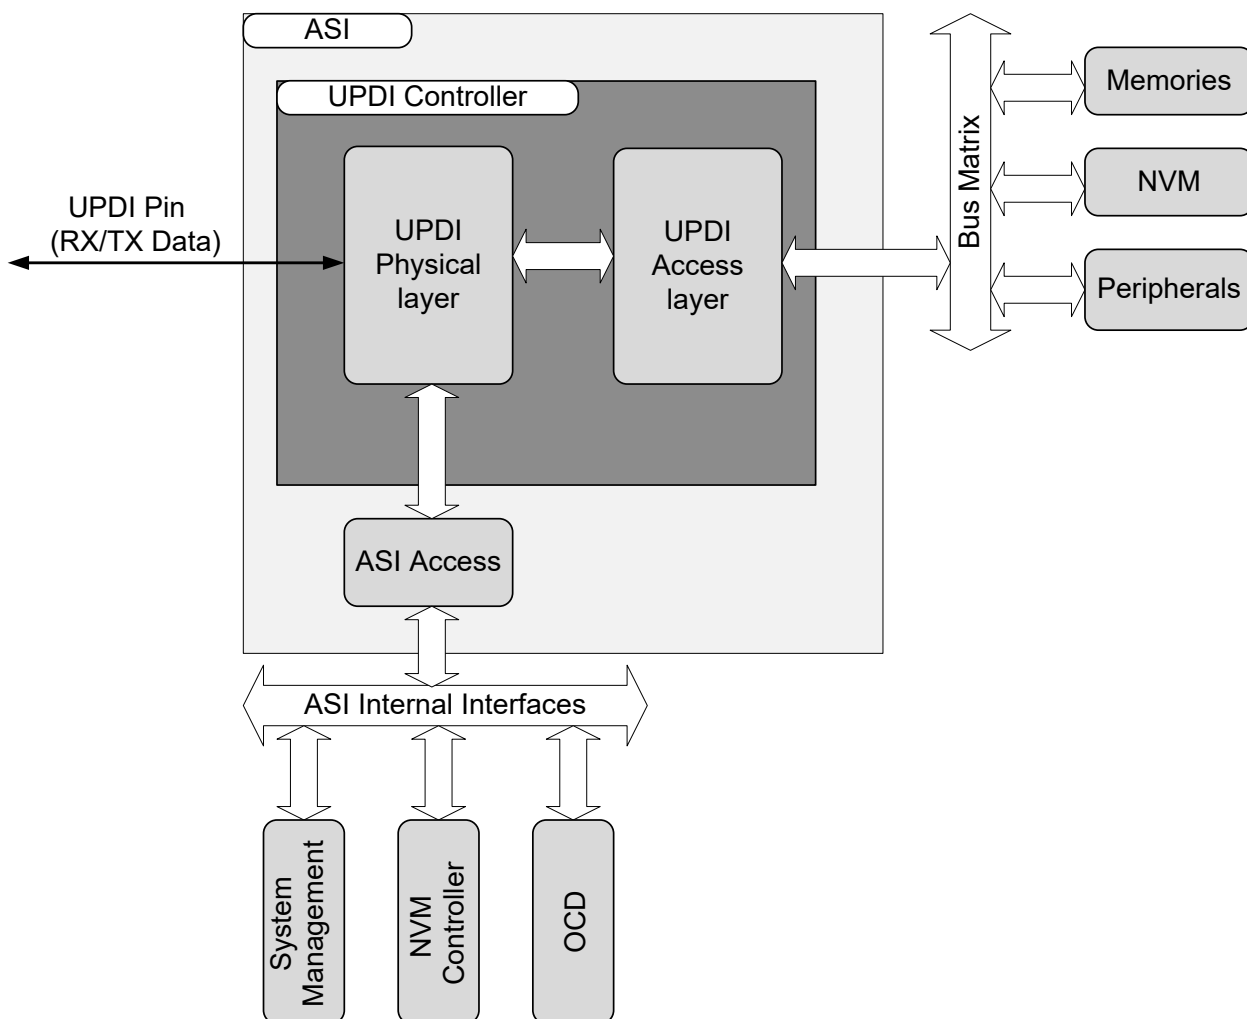 ASI
UPDI Controller
UPDI Pin
(RX/TX Data)
UPDI
Physical
layer
UPDI
Access
layer
Bus Matrix
Memories
NVM
Peripherals
ASI Access
ASI Internal Interfaces
System
Management
NVM
Controller
OCD